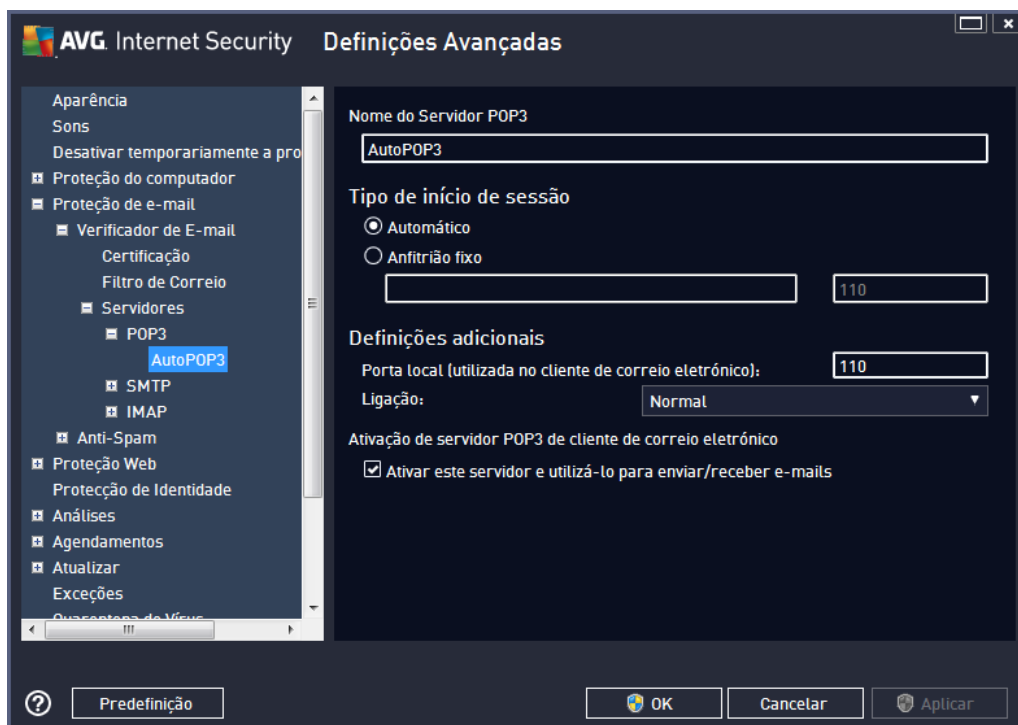 AVG. Internet Security Definições Avançadas
Aparência
Sons
Desativar temporariamente a pro
Proteção do computador
Proteção de e-mail
Verificador de E-mail
Certificação
Filtro de Correio
Servidores
POP3
AutoPOP3
SMTP
IMAP
Anti-Spam
Proteção Web
Protecção de Identidade
Análises
Agendamentos
Atualizar
Exceções
Quarentena de Vírus
Nome do Servidor POP3
AutoPOP3
Tipo de início de sessão
Automático
Anfitrião fixo
110
Definições adicionais
Porta local (utilizada no cliente de correio eletrónico): 110
Ligação: Normal
Ativação de servidor POP3 de cliente de correio eletrónico
Ativar este servidor e utilizá-lo para enviar/receber e-mails
Predefinição OK Cancelar Aplicar